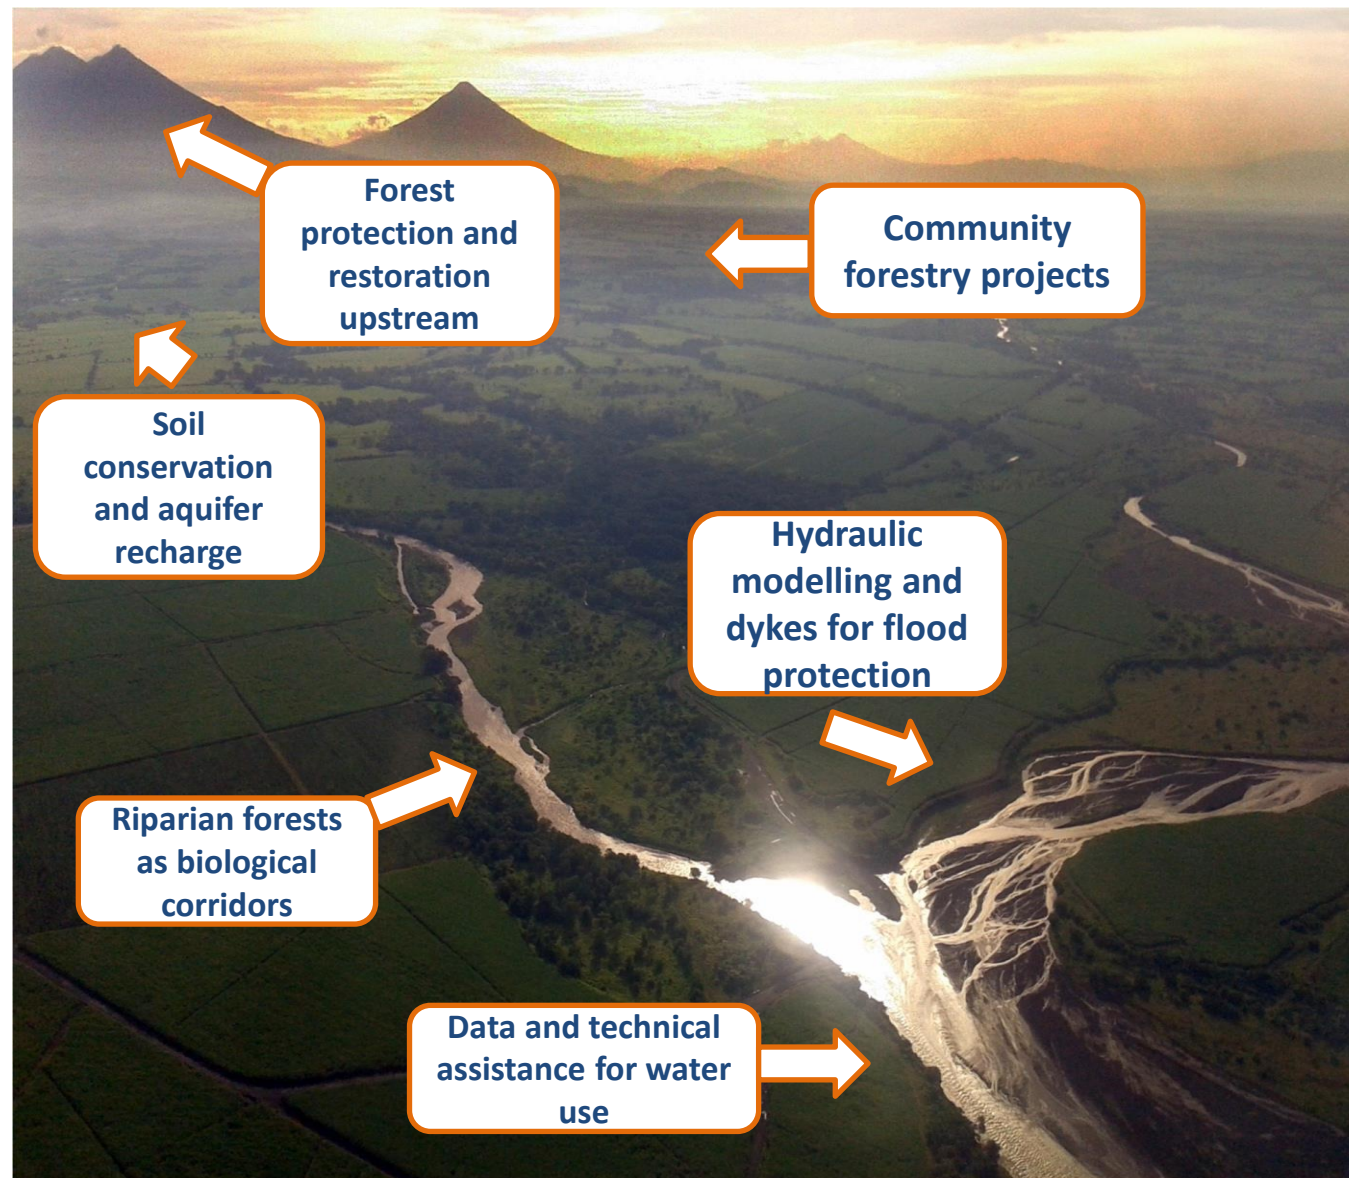 Forest
protection and
restoration
upstream
Community
forestry projects
Soil
conservation
and aquifer
recharge
Hydraulic
modelling and
dykes for flood
protection
Riparian forests
as biological
corridors
Data and technical
assistance for water
use